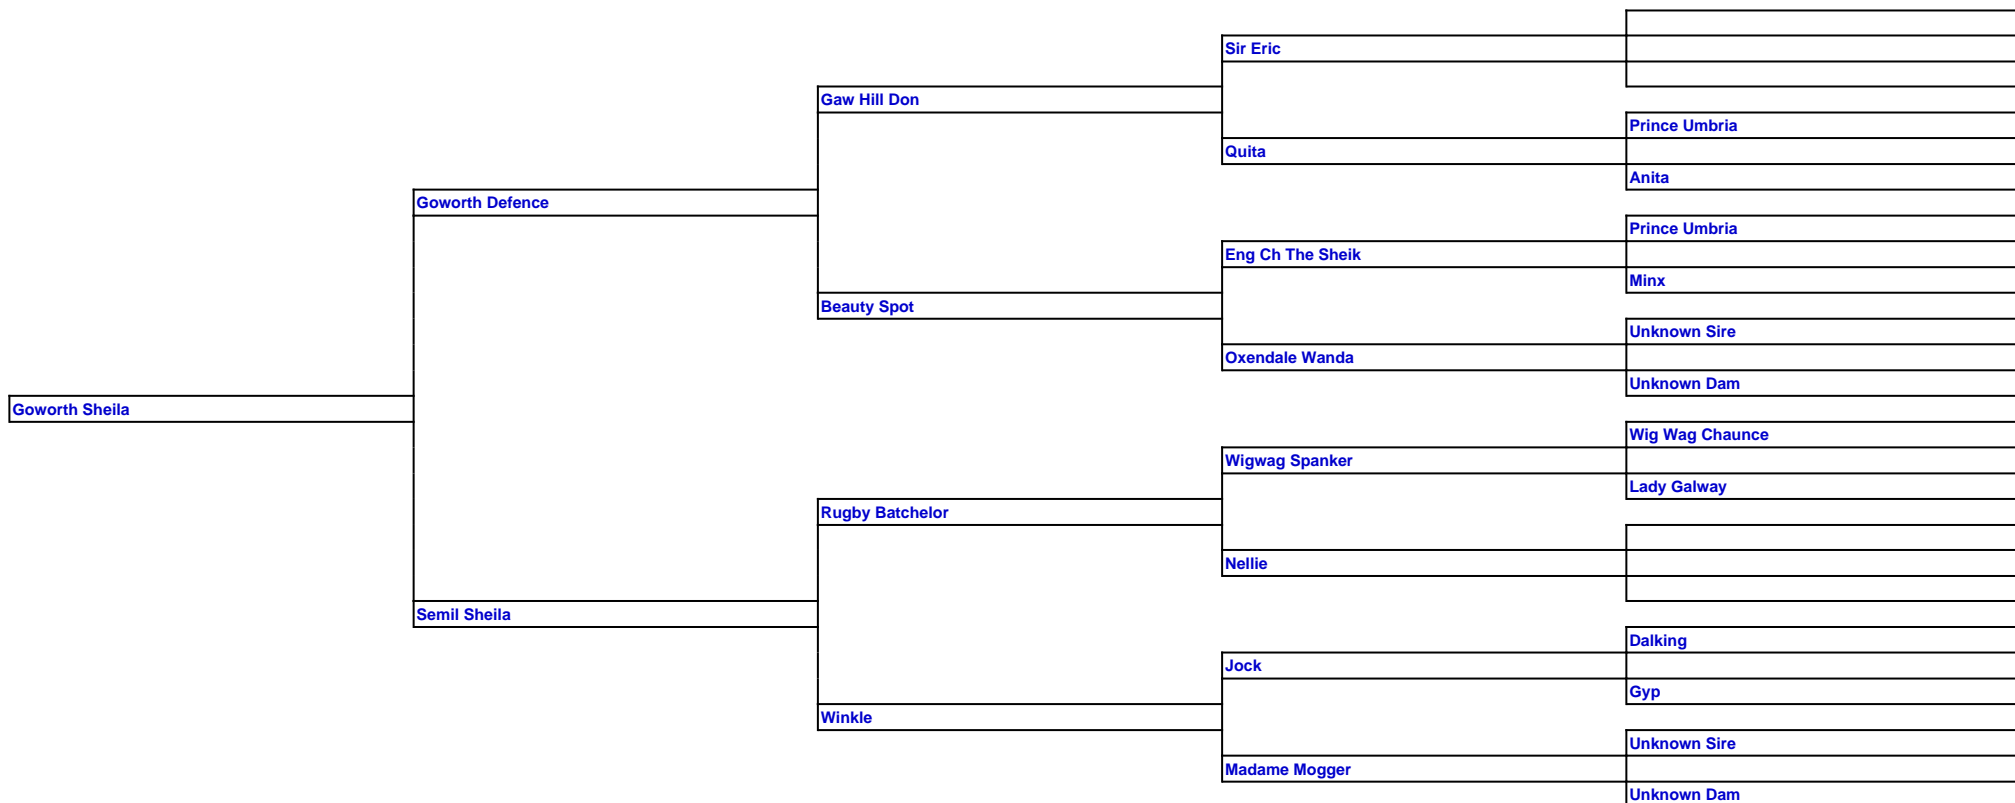 Sir Eric
Gaw Hill Don
Prince Umbria
Quita
Anita
Goworth Defence
Prince Umbria
Eng Ch The Sheik
Minx
Beauty Spot
Unknown Sire
Oxendale Wanda
Unknown Dam
Goworth Sheila
Wig Wag Chaunce
Wigwag Spanker
Lady Galway
Rugby Batchelor
Nellie
Semil Sheila
Dalking
Jock
Gyp
Winkle
Unknown Sire
Madame Mogger
Unknown Dam